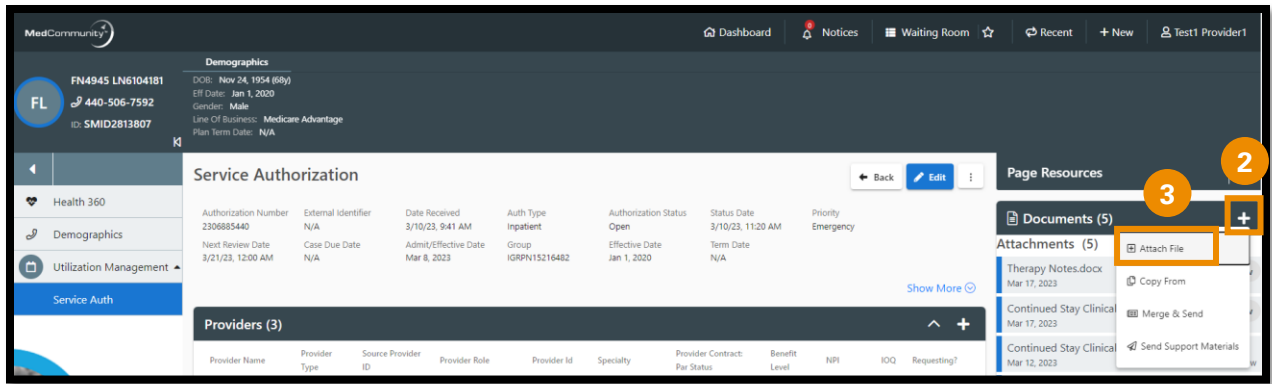 MedCommunity
Dashboard
8
Notices
Waiting Room
Recent
+ New
Test1 Provider1
FL
FN4945 LN6104181
440-506-7592
ID: SMID2813807
Demographics
DOB: Nov 24, 1954 (68y)
Eff Date: Jan 1, 2020
Gender: Male
Line Of Business: Medicare Advantage
Plan Term Date: N/A
Health 360
Demographics
Utilization Management
Service Auth
Service Authorization
Back
Edit
Authorization Number External Identifier Date Received Auth Type Authorization Status Status Date Priority
2306885440 N/A 3/10/23, 9:41 AM Inpatient Open 3/10/23, 11:20 AM Emergency
Next Review Date Case Due Date Admit/Effective Date Group Effective Date Term Date
3/21/23, 12:00 AM N/A Mar 8, 2023 IGRPN15216482 Jan 1, 2020 N/A
Show More
Providers (3)
+
Provider Name Provider Type Source Provider ID Provider Role Provider Id Specialty Provider Contract: Par Status Benefit Level NPI IOQ Requesting?
Page Resources
2
3
Documents (5)
+
Attachments (5)
Therapy Notes.docx
Mar 17, 2023
Continued Stay Clinical
Mar 17, 2023
Continued Stay Clinical
Mar 12, 2023
Attach File
Copy From
Merge & Send
Send Support Materials